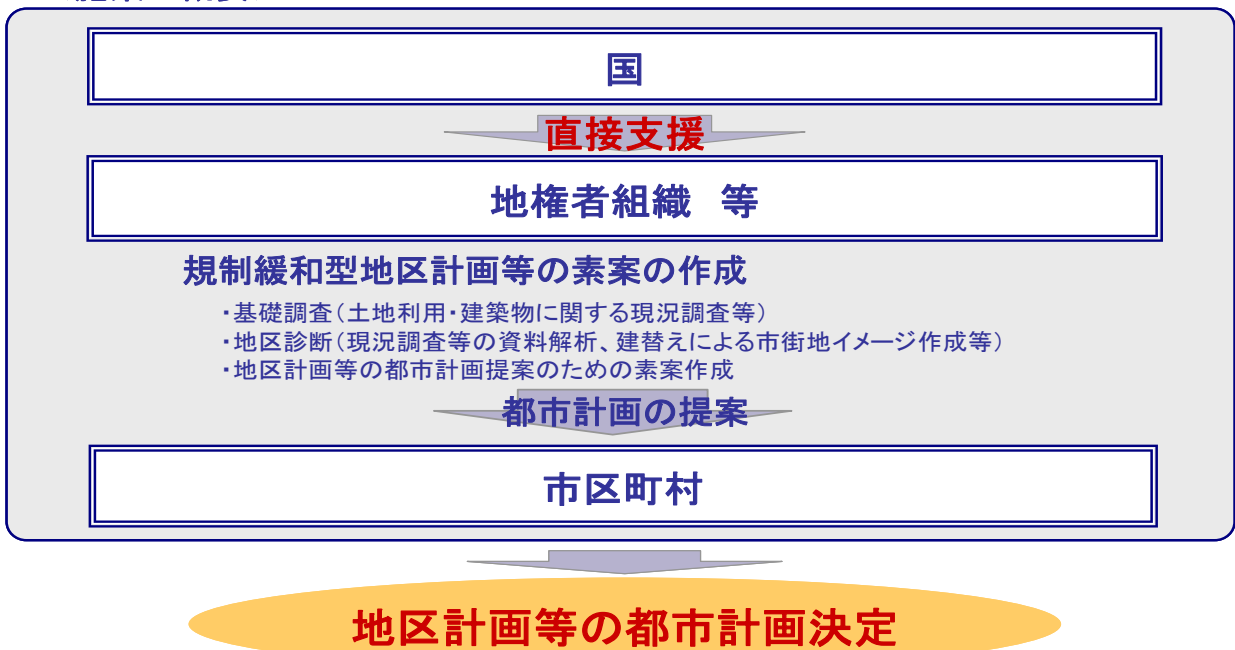 国
直接支援
地権者組織 等
規制緩和型地区計画等の素案の作成
・基礎調査(土地利用・建築物に関する現況調査等)
・地区診断(現況調査等の資料解析、建替えによる市街地イメージ作成等)
・地区計画等の都市計画提案のための素案作成
都市計画の提案
市区町村
地区計画等の都市計画決定